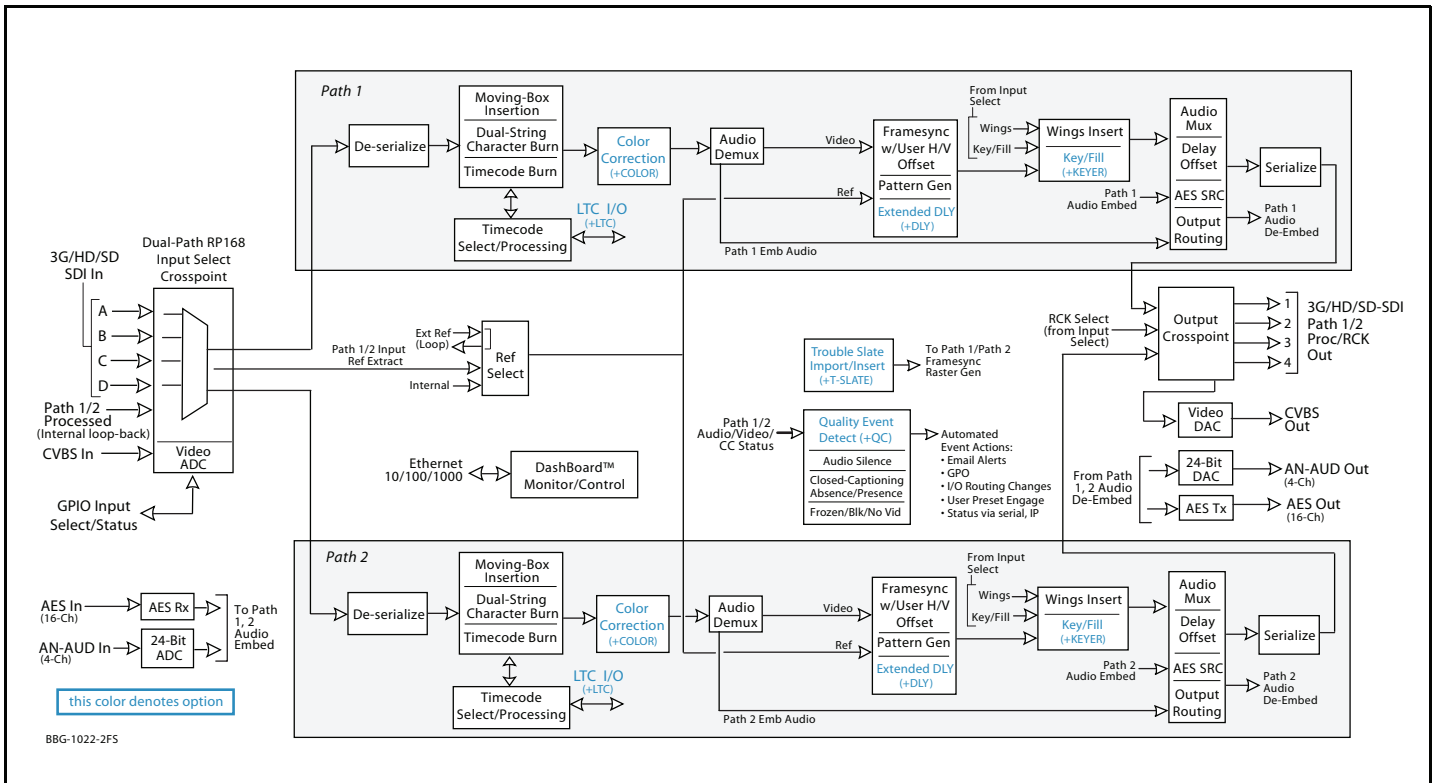 Path 1
De-serialize
Moving-Box
Insertion
Dual-String
Character Burn
Timecode Burn
Timecode
Select/Processing
LTC I/O
(+LTC)
Color
Correction
(+COLOR)
Audio
Demux
Video
Ref
Path 1 Emb Audio
Framesync
w/User H/V
Offset
Pattern Gen
Extended DLY
(+DLY)
From Input
Select
Wings
Key/Fill
Wings Insert
Key/Fill
(+KEYER)
Path 1
Audio Embed
Audio
Mux
Delay
Offset
AES SRC
Output
Routing
Serialize
Path 1
Audio
De-Embed
3G/HD/SD
SDI In
Dual-Path RP168
Input Select
Crosspoint
A
B
C
D
Path 1/2
Processed
(Internal loop-back)
CVBS In
Video
ADC
GPIO Input
Select/Status
Path 1/2 Input
Ref Extract
Ext Ref
(Loop)
Internal
Ref
Select
Ethernet
10/100/1000
DashBoard™
Monitor/Control
Trouble Slate
Import/Insert
(+T-SLATE)
To Path 1/Path 2
Framesync
Raster Gen
Path 1/2
Audio/Video/
CC Status
Quality Event
Detect (+QC)
Audio Silence
Closed-Captioning
Absence/Presence
Frozen/Blk/No Vid
Automated
Event Actions:
• Email Alerts
• GPO
• I/O Routing Changes
• User Preset Engage
• Status via serial, IP
RCK Select
(from Input
Select)
Output
Crosspoint
1
2
3
4
3G/HD/SD-SDI
Path 1/2
Proc/RCK
Out
Video
DAC
CVBS
Out
From Path
1, 2 Audio
De-Embed
24-Bit
DAC
AN-AUD Out
(4-Ch)
AES Tx
AES Out
(16-Ch)
Path 2
De-serialize
Moving-Box
Insertion
Dual-String
Character Burn
Timecode Burn
Timecode
Select/Processing
LTC I/O
(+LTC)
Color
Correction
(+COLOR)
Audio
Demux
Video
Ref
Path 2 Emb Audio
Framesync
w/User H/V
Offset
Pattern Gen
Extended DLY
(+DLY)
From Input
Select
Wings
Key/Fill
Wings Insert
Key/Fill
(+KEYER)
Path 2
Audio Embed
Audio
Mux
Delay
Offset
AES SRC
Output
Routing
Serialize
Path 2
Audio
De-Embed
AES In
(16-Ch)
AES Rx
AN-AUD In
(4-Ch)
24-Bit
ADC
To Path
1, 2
Audio
Embed
this color denotes option
BBG-1022-2FS